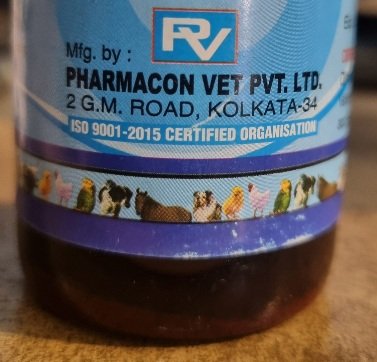 RV
Mfg. by :
PHARMACON VET PVT. LTD.
2 G.M. ROAD, KOLKATA-34
ISO 9001-2015 CERTIFIED ORGANISATION